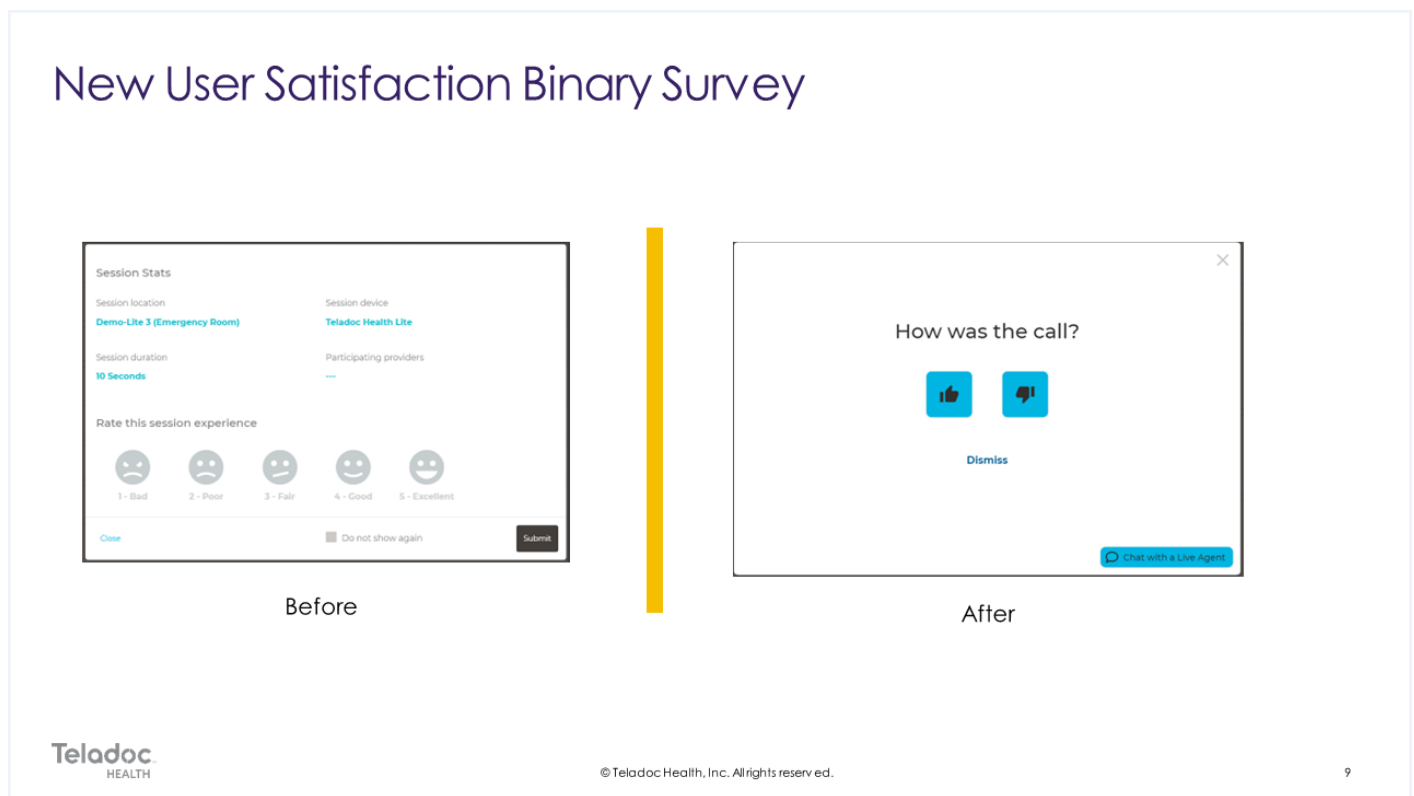 New User Satisfaction Binary Survey
Session Stats
Session location
Session device
Demo-Lite 3 (Emergency Room)
Teladoc Health Lite
Session duration
Participating providers
10 Seconds
---
Rate this session experience
1 - Bad
2 - Poor
3 - Fair
4 - Good
5 - Excellent
Close
Do not show again
Submit
Before
How was the call?
Dismiss
Chat with a Live Agent
After
Teladoc
HEALTH
© Teladoc Health, Inc. All rights reserved.
9